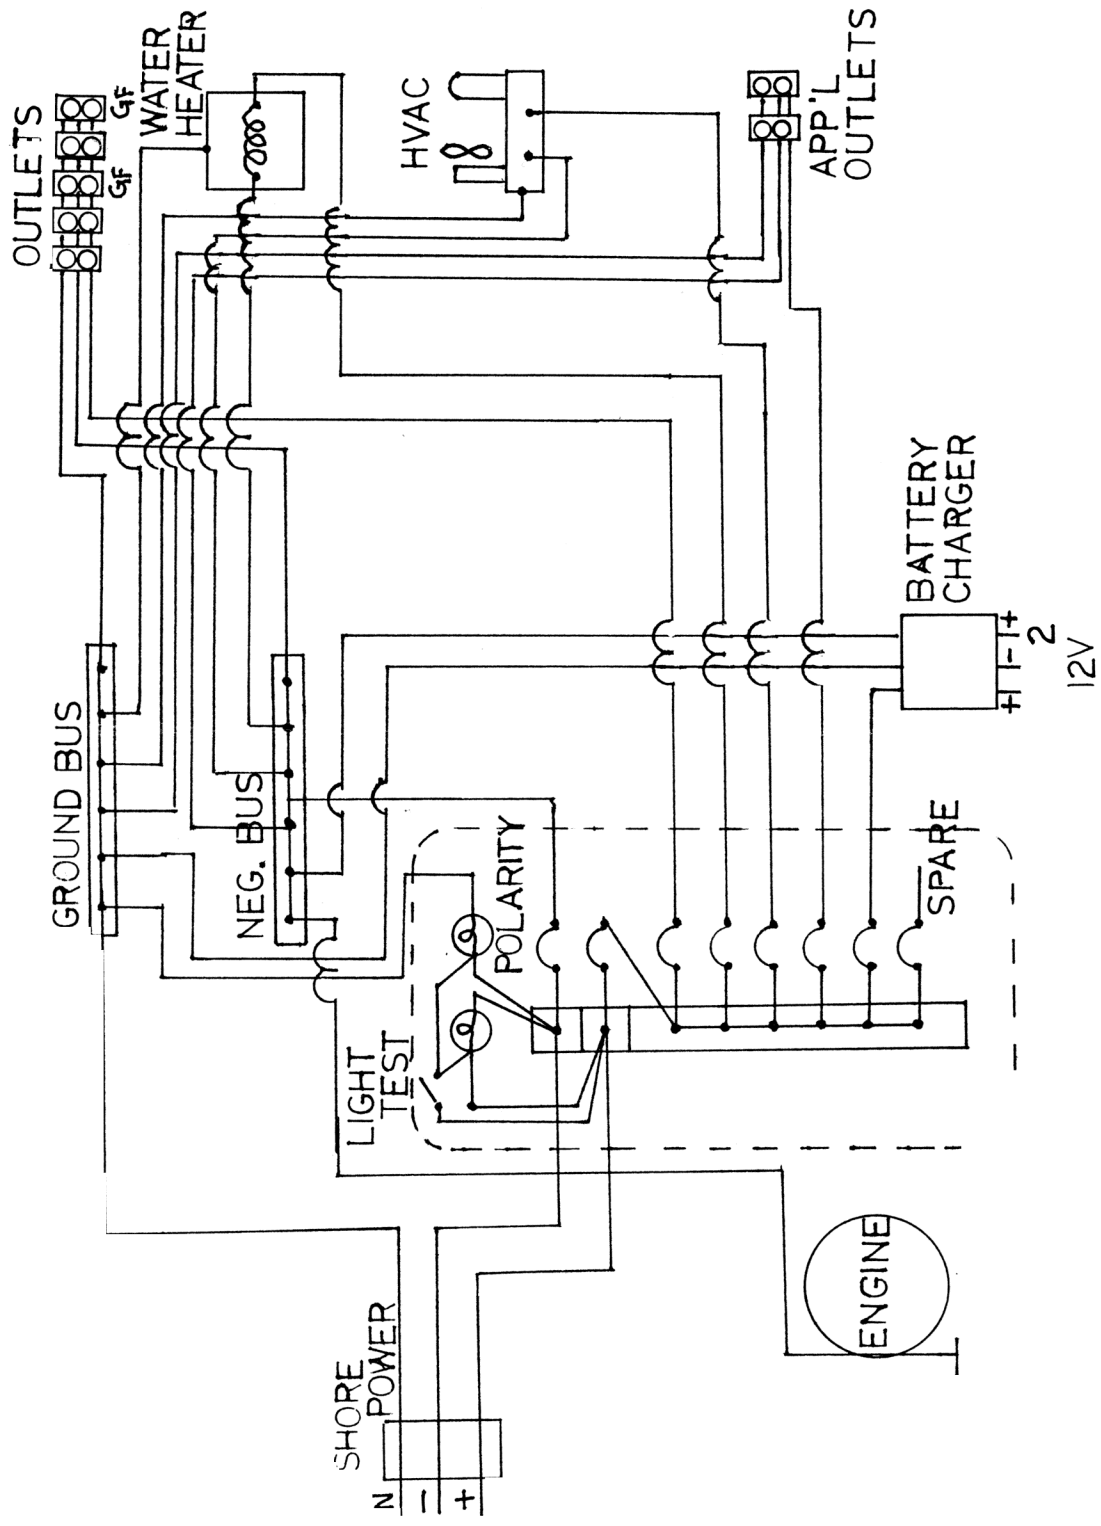 SHORE
POWER
N
−
+
GROUND BUS
NEG. BUS
LIGHT
TEST
POLARITY
SPARE
ENGINE
OUTLETS
GF
GF
WATER
HEATER
HVAC
APP'L
OUTLETS
BATTERY
CHARGER
+ - +
2
12V